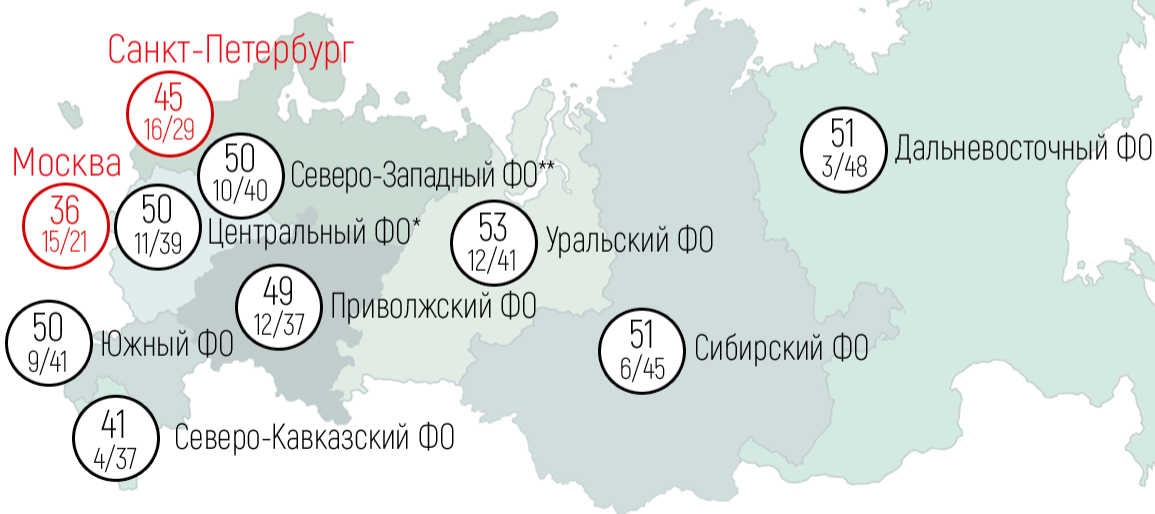 Санкт-Петербург
45
16/29
Москва
36
15/21
50
10/40
Северо-Западный ФО**
50
11/39
Центральный ФО*
51
3/48
Дальневосточный ФО
53
12/41
Уральский ФО
49
12/37
Приволжский ФО
50
9/41
Южный ФО
51
6/45
Сибирский ФО
41
4/37
Северо-Кавказский ФО